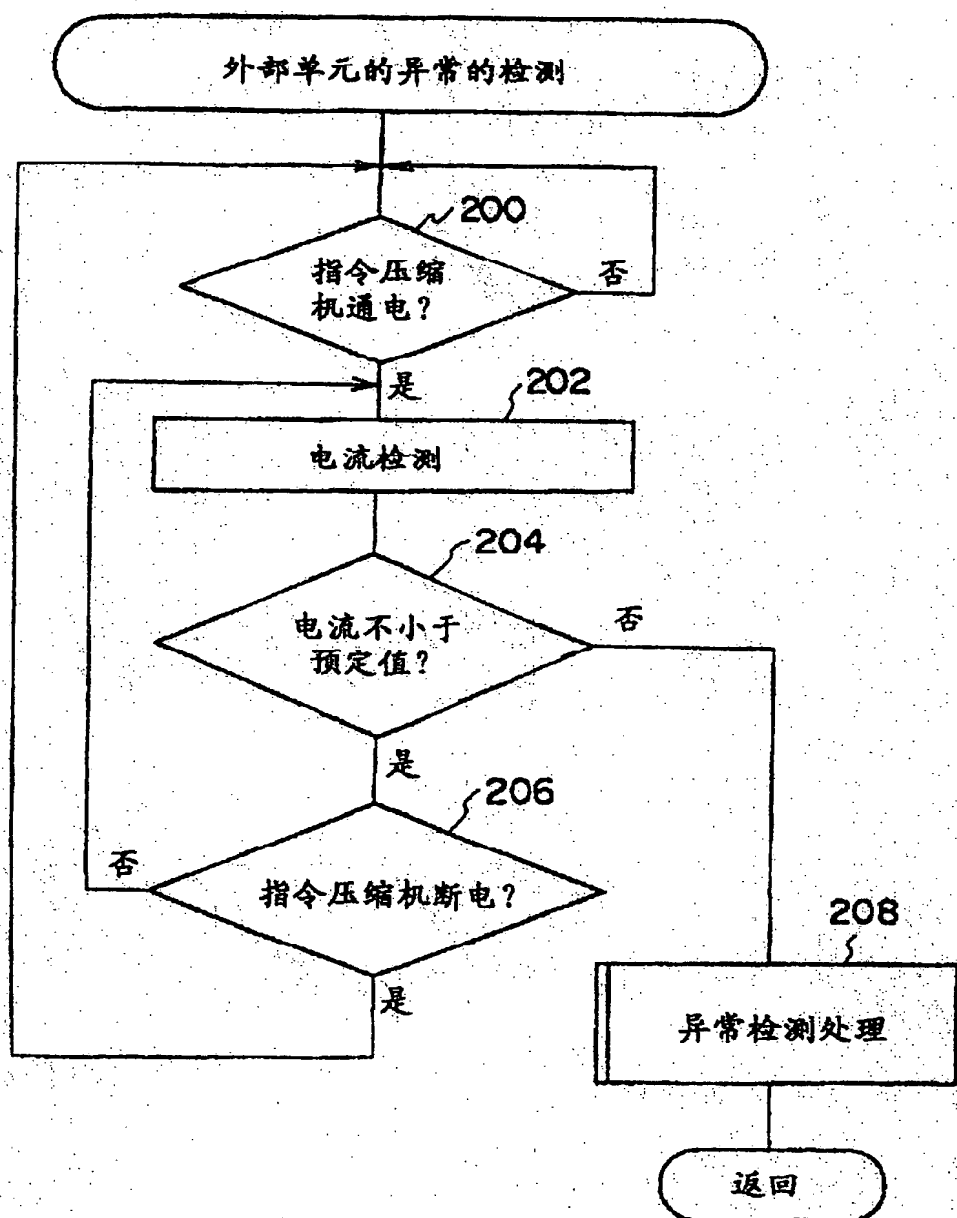 外部单元的异常的检测
200
指令压缩
机通电?
否
是
202
电流检测
204
电流不小于
预定值?
否
是
206
否
指令压缩机断电?
208
是
异常检测处理
返回